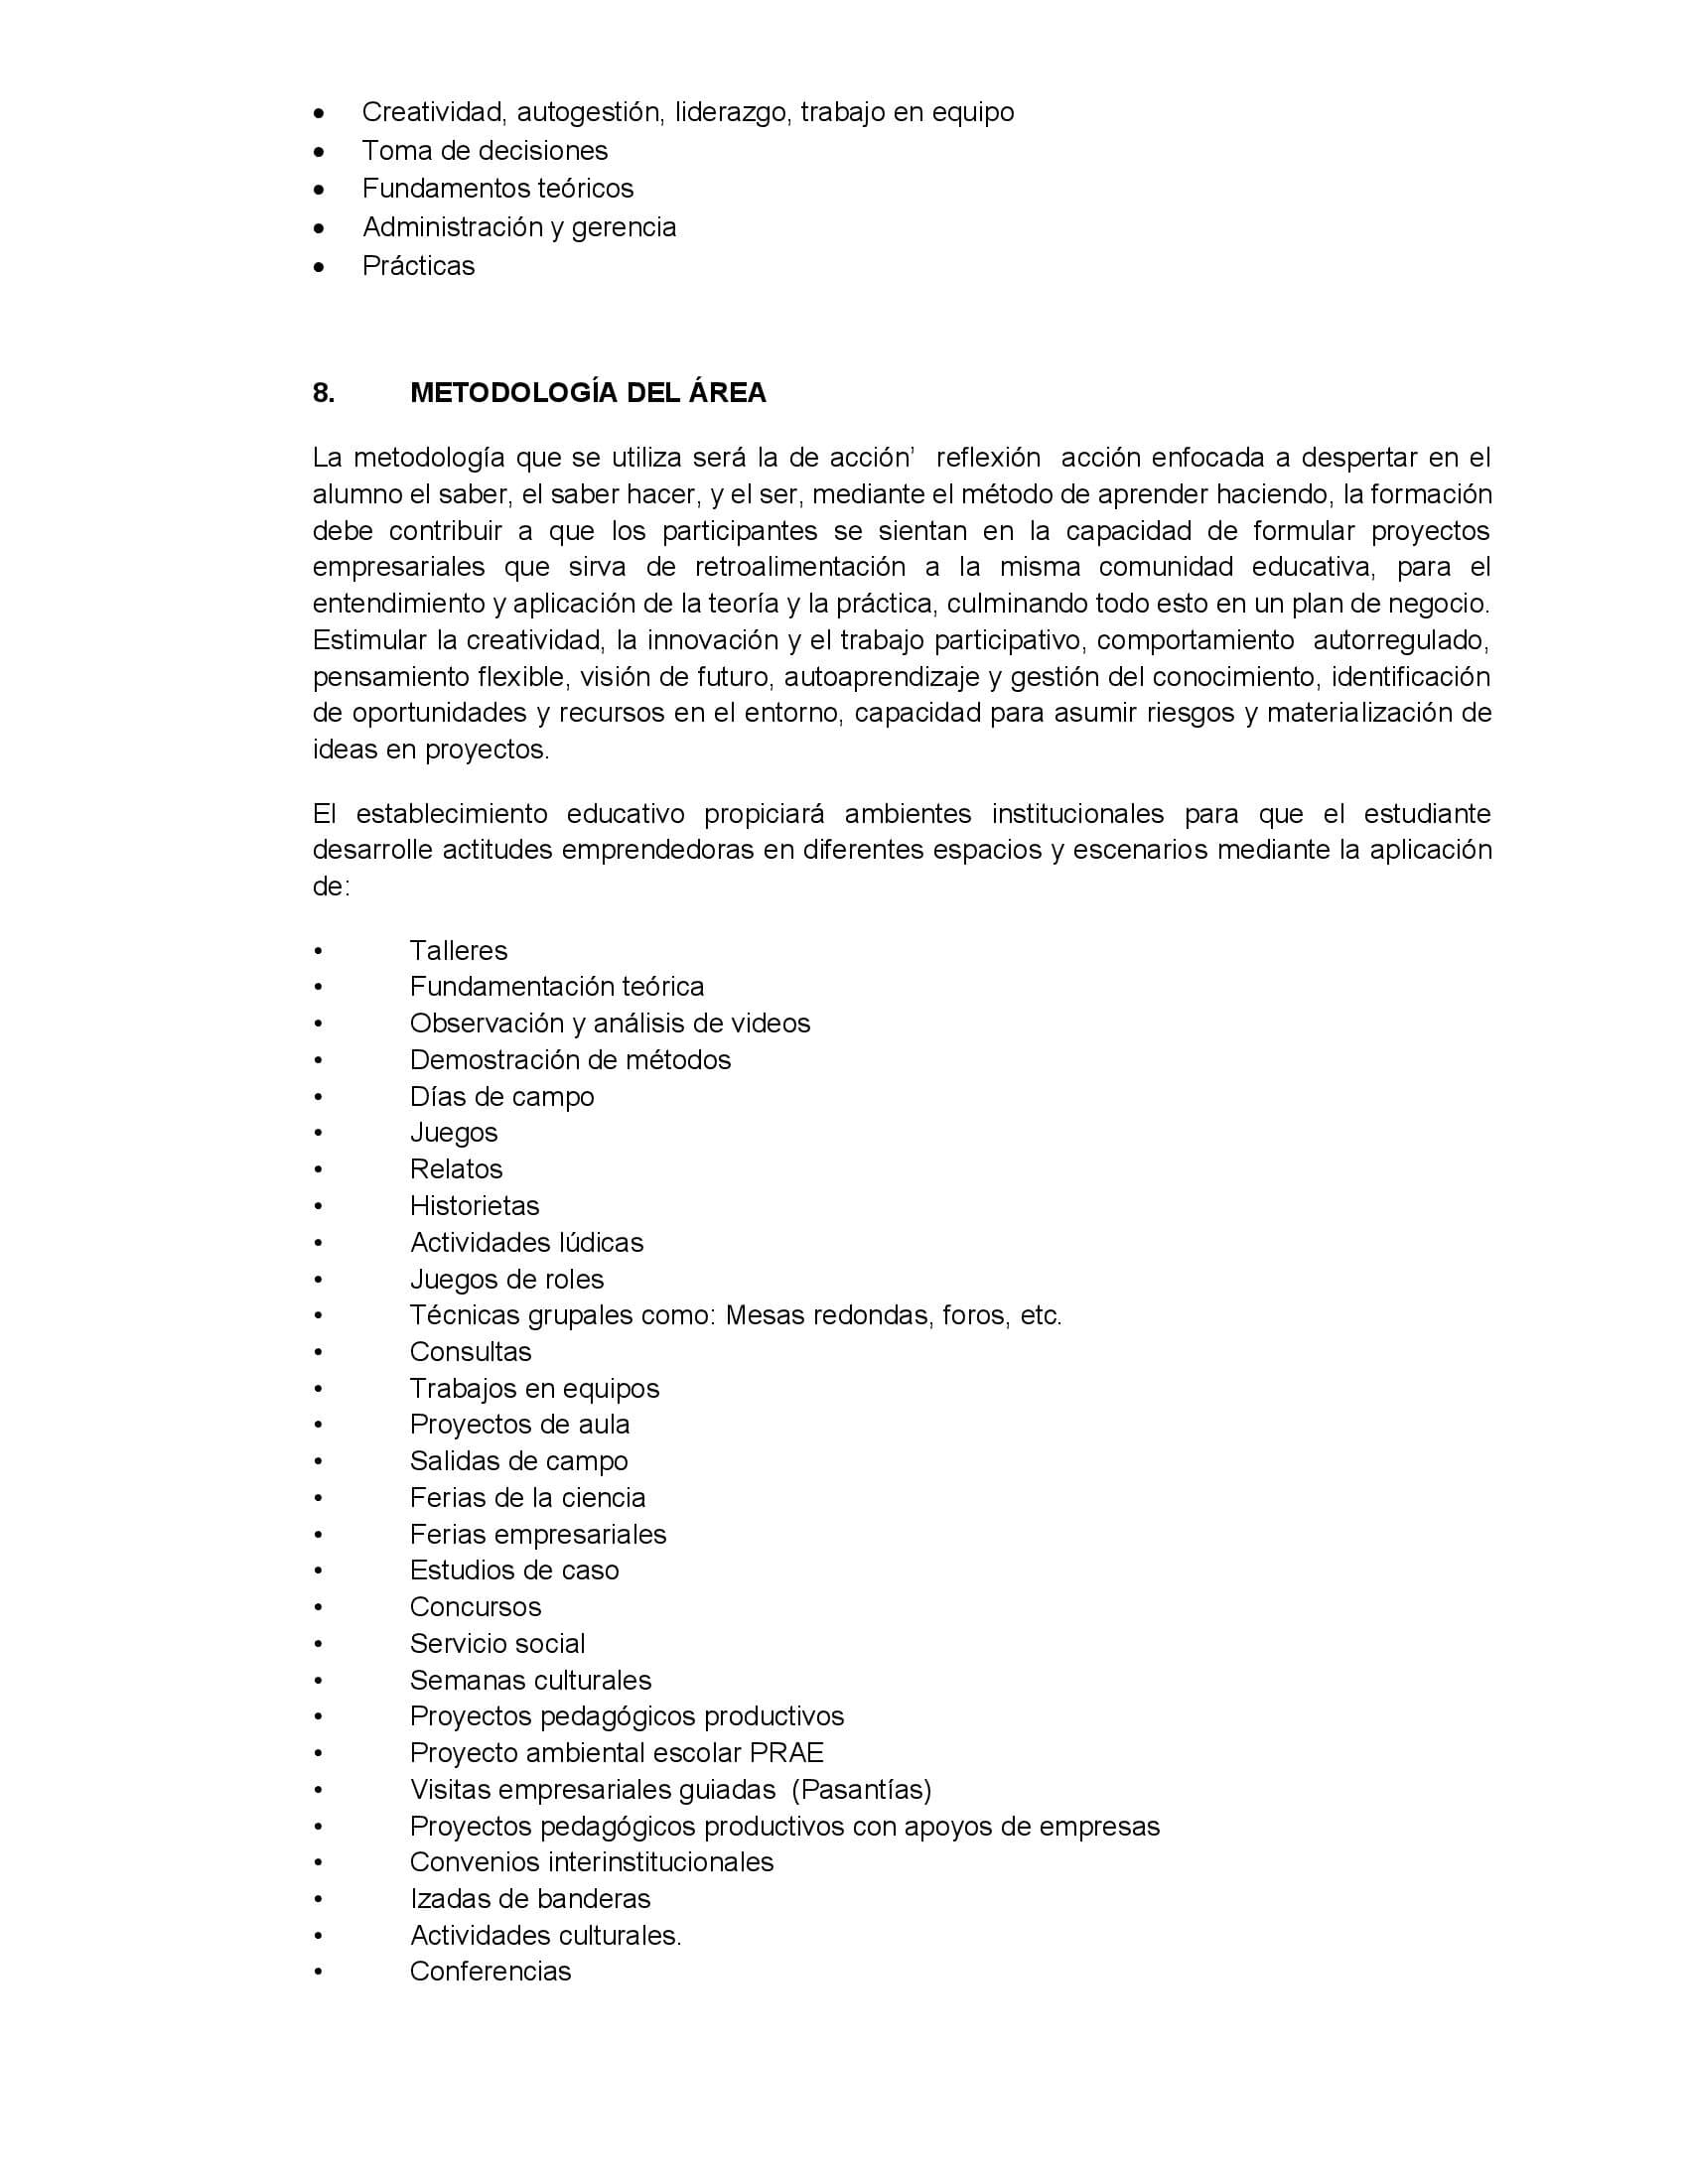 • Creatividad, autogestión, liderazgo, trabajo en equipo
• Toma de decisiones
• Fundamentos teóricos
• Administración y gerencia
• Prácticas
8. METODOLOGÍA DEL ÁREA
La metodología que se utiliza será la de acción’ reflexión acción enfocada a despertar en el
alumno el saber, el saber hacer, y el ser, mediante el método de aprender haciendo, la formación
debe contribuir a que los participantes se sientan en la capacidad de formular proyectos
empresariales que sirva de retroalimentación a la misma comunidad educativa, para el
entendimiento y aplicación de la teoría y la práctica, culminando todo esto en un plan de negocio.
Estimular la creatividad, la innovación y el trabajo participativo, comportamiento autorregulado,
pensamiento flexible, visión de futuro, autoaprendizaje y gestión del conocimiento, identificación
de oportunidades y recursos en el entorno, capacidad para asumir riesgos y materialización de
ideas en proyectos.
El establecimiento educativo propiciará ambientes institucionales para que el estudiante
desarrolle actitudes emprendedoras en diferentes espacios y escenarios mediante la aplicación
de:
• Talleres
• Fundamentación teórica
• Observación y análisis de videos
• Demostración de métodos
• Días de campo
• Juegos
• Relatos
• Historietas
• Actividades lúdicas
• Juegos de roles
• Técnicas grupales como: Mesas redondas, foros, etc.
• Consultas
• Trabajos en equipos
• Proyectos de aula
• Salidas de campo
• Ferias de la ciencia
• Ferias empresariales
• Estudios de caso
• Concursos
• Servicio social
• Semanas culturales
• Proyectos pedagógicos productivos
• Proyecto ambiental escolar PRAE
• Visitas empresariales guiadas (Pasantías)
• Proyectos pedagógicos productivos con apoyos de empresas
• Convenios interinstitucionales
• Izadas de banderas
• Actividades culturales.
• Conferencias